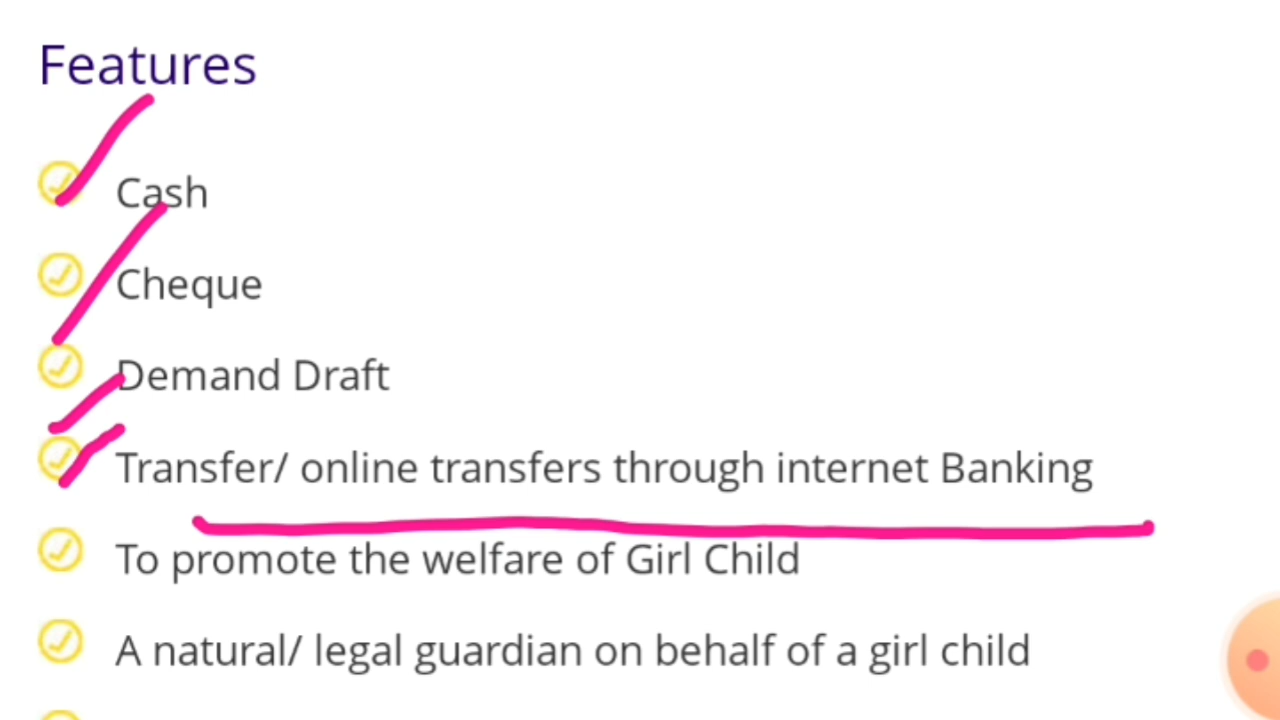 Features
Cash
Cheque
Demand Draft
Transfer/ online transfers through internet Banking
To promote the welfare of Girl Child
A natural/ legal guardian on behalf of a girl child